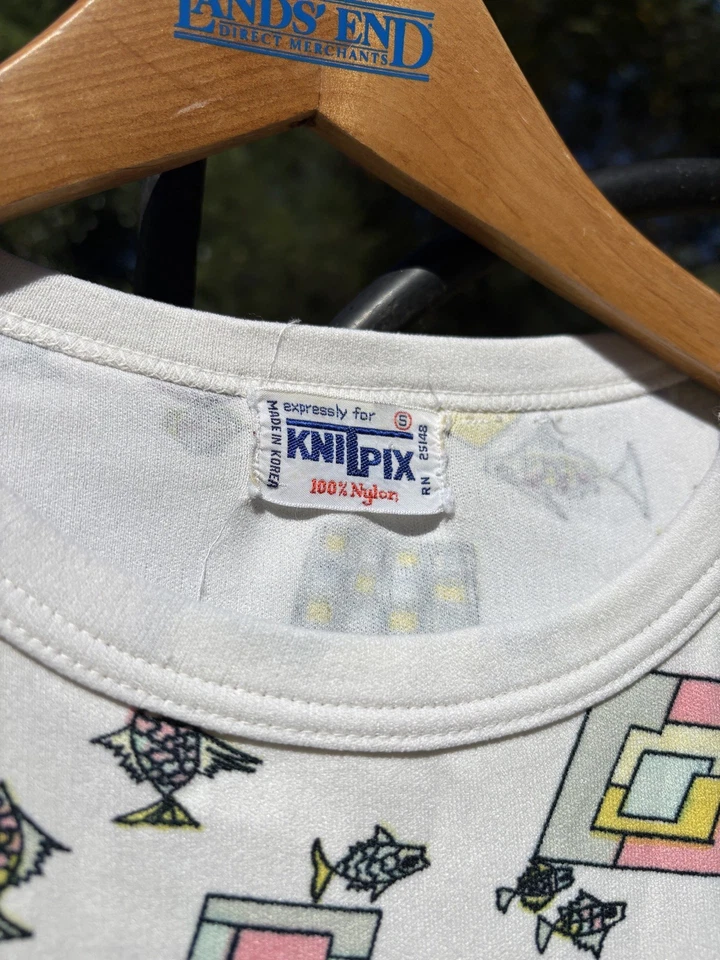 LANDS' END
DIRECT MERCHANTS
expressly for S
MADE IN KOREA
KNITPIX
RN 25148
100% Nylon